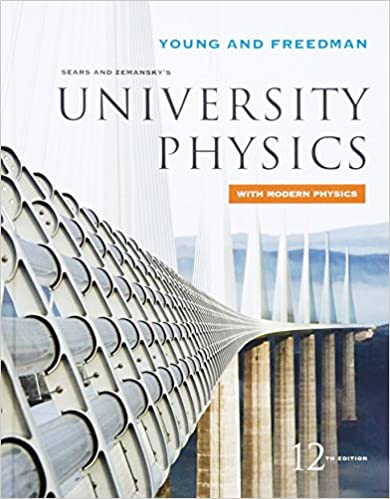 YOUNG AND FREEDMAN
SEARS AND ZEMANSKY'S
UNIVERSITY
PHYSICS
WITH MODERN PHYSICS
12TH EDITION